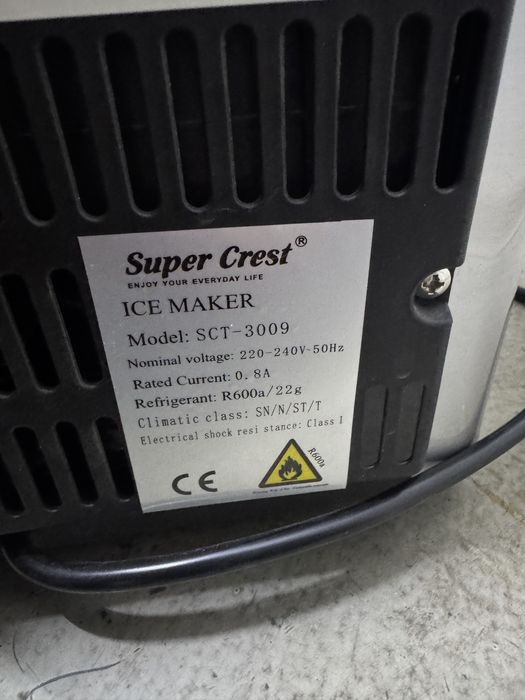 Super Crest®
ENJOY YOUR EVERYDAY LIFE
ICE MAKER
Model: SCT-3009
Nominal voltage: 220-240V~50Hz
Rated Current: 0.8A
Refrigerant: R600a/22g
Climatic class: SN/N/ST/T
Electrical shock resi stance: Class I
CE
R600a